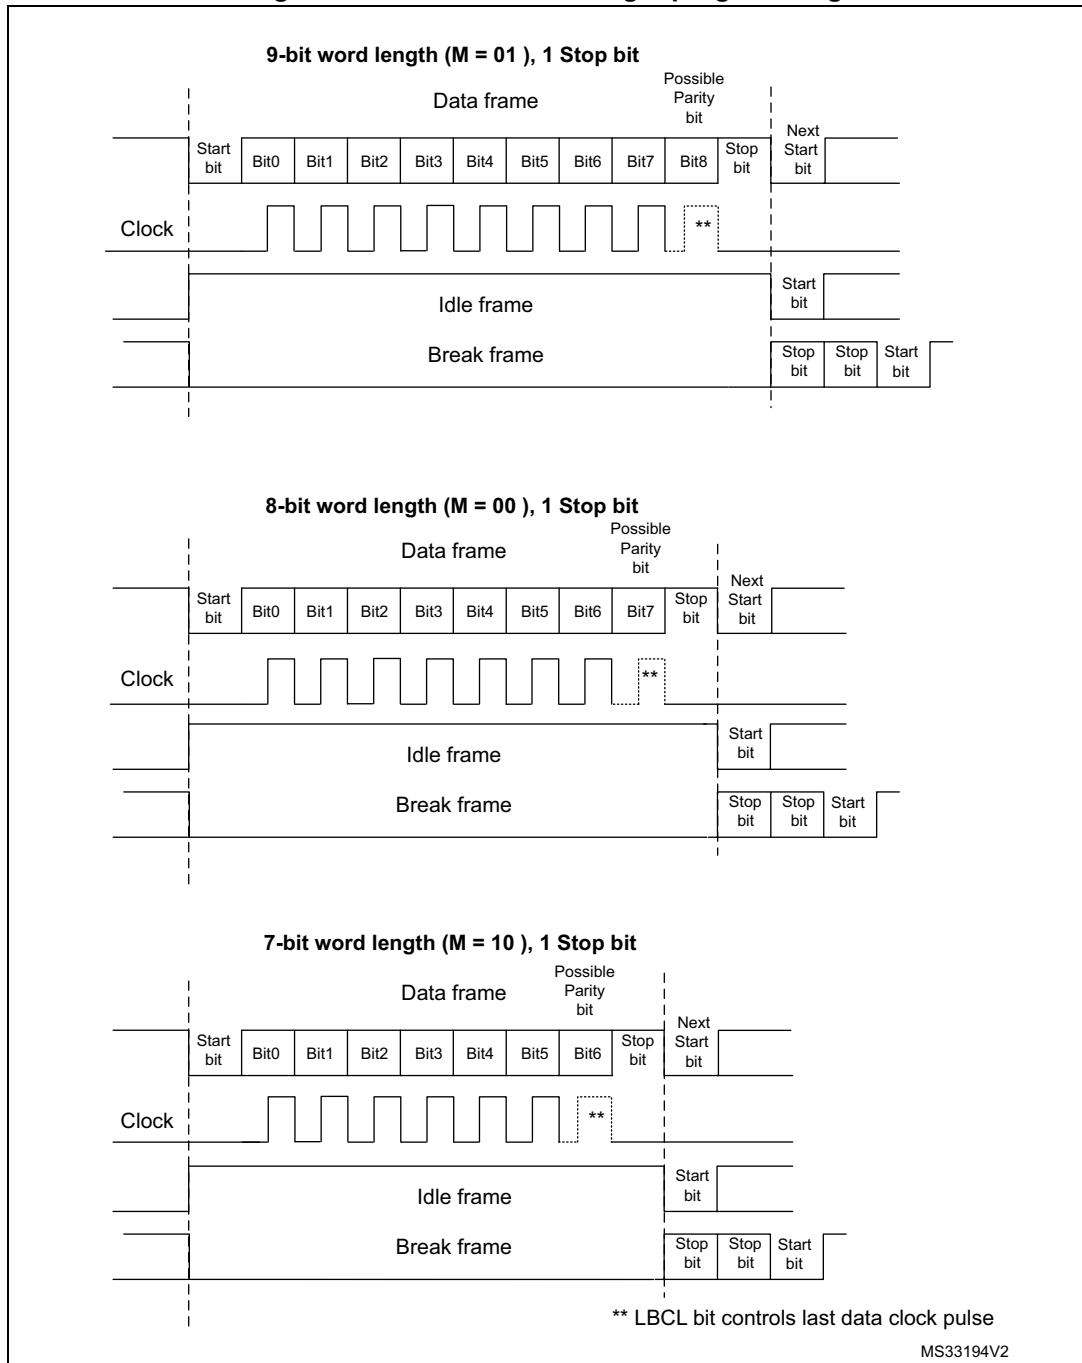 9-bit word length (M = 01 ), 1 Stop bit
Possible
Parity
bit
Data frame
Next
Start
bit
Start
bit
Bit0 Bit1 Bit2 Bit3 Bit4 Bit5 Bit6 Bit7 Bit8
Stop
bit
Clock
**
Idle frame
Start
bit
Break frame
Stop
bit
Stop
bit
Start
bit
8-bit word length (M = 00 ), 1 Stop bit
Possible
Parity
bit
Data frame
Next
Start
bit
Start
bit
Bit0 Bit1 Bit2 Bit3 Bit4 Bit5 Bit6 Bit7
Stop
bit
Clock
**
Idle frame
Start
bit
Break frame
Stop
bit
Stop
bit
Start
bit
7-bit word length (M = 10 ), 1 Stop bit
Possible
Parity
bit
Data frame
Next
Start
bit
Start
bit
Bit0 Bit1 Bit2 Bit3 Bit4 Bit5 Bit6
Stop
bit
Clock
**
Idle frame
Start
bit
Break frame
Stop
bit
Stop
bit
Start
bit
** LBCL bit controls last data clock pulse
MS33194V2